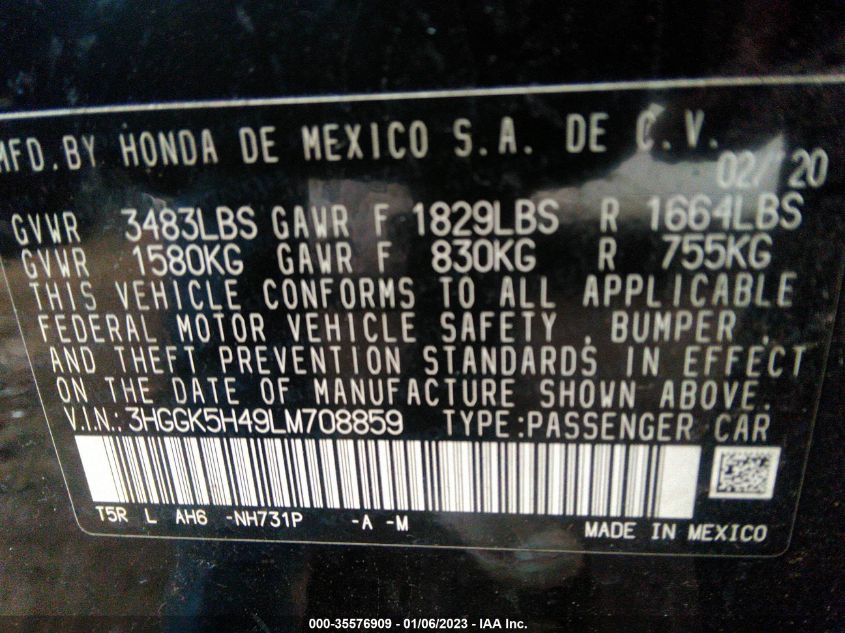 MFD.BY HONDA DE MEXICO S.A. DE C.V.
02/20
GVWR 3483LBS GAWR F 1829LBS R 1664LBS
GVWR 1580KG GAWR F 830KG R 755KG
THIS VEHICLE CONFORMS TO ALL APPLICABLE
FEDERAL MOTOR VEHICLE SAFETY , BUMPER ,
AND THEFT PREVENTION STANDARDS IN EFFECT
ON THE DATE OF MANUFACTURE SHOWN ABOVE.
V.I.N.: 3HGGK5H49LM708859 TYPE:PASSENGER CAR
T5R L AH6 -NH731P -A -M
MADE IN MEXICO
000-35576909 - 01/06/2023 - IAA Inc.